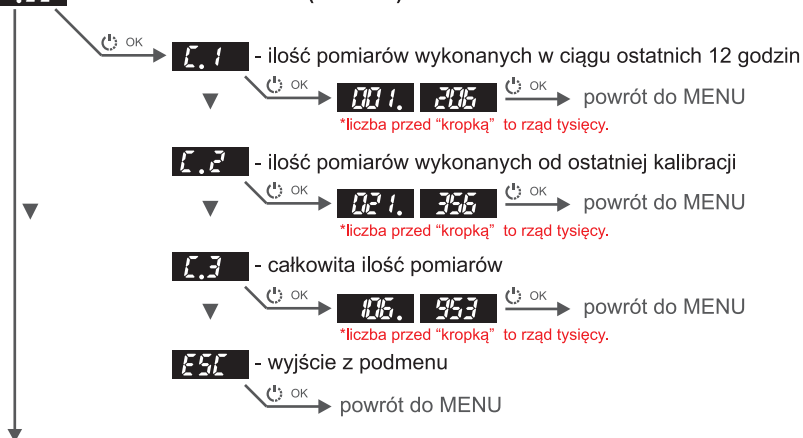 OK
C.1 - ilość pomiarów wykonanych w ciągu ostatnich 12 godzin
OK 001. 206 OK powrót do MENU
*liczba przed “kropką” to rząd tysięcy.
C.2 - ilość pomiarów wykonanych od ostatniej kalibracji
OK 021. 356 OK powrót do MENU
*liczba przed “kropką” to rząd tysięcy.
C.3 - całkowita ilość pomiarów
OK 106. 953 OK powrót do MENU
*liczba przed “kropką” to rząd tysięcy.
ESC - wyjście z podmenu
OK powrót do MENU